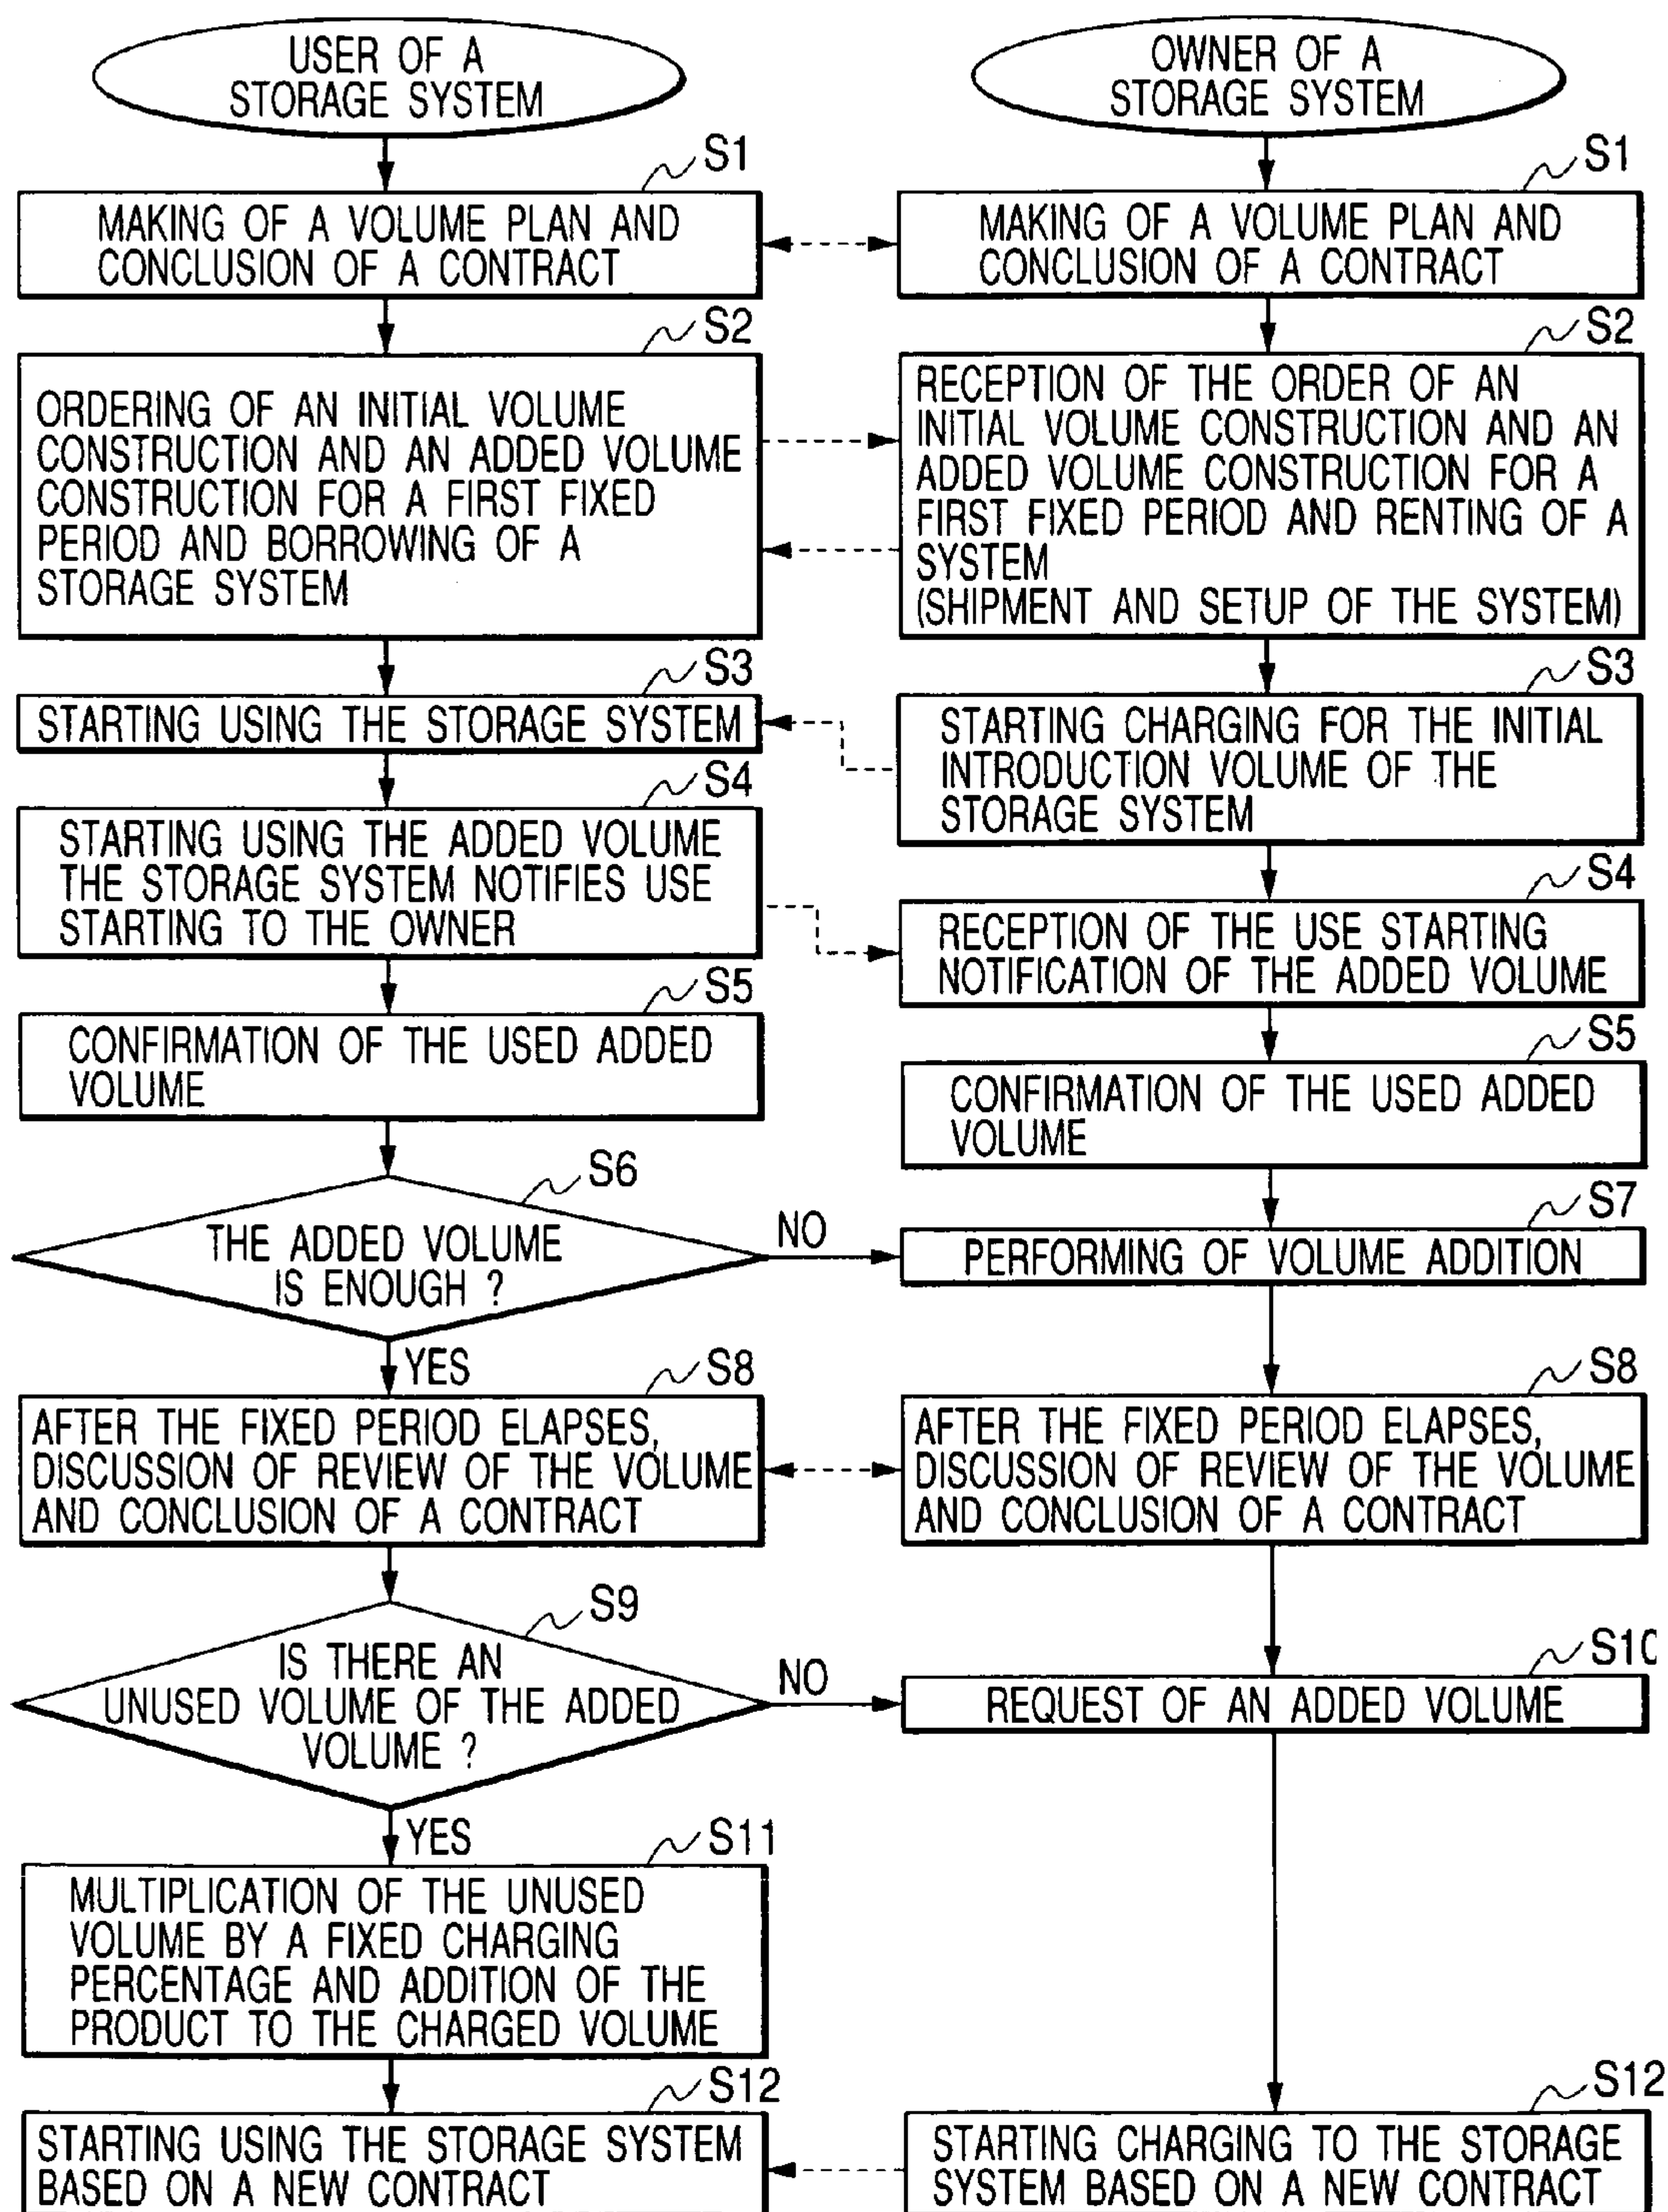 USER OF A
STORAGE SYSTEM
OWNER OF A
STORAGE SYSTEM
S1
MAKING OF A VOLUME PLAN AND
CONCLUSION OF A CONTRACT
S1
MAKING OF A VOLUME PLAN AND
CONCLUSION OF A CONTRACT
S2
ORDERING OF AN INITIAL VOLUME
CONSTRUCTION AND AN ADDED VOLUME
CONSTRUCTION FOR A FIRST FIXED
PERIOD AND BORROWING OF A
STORAGE SYSTEM
S2
RECEPTION OF THE ORDER OF AN
INITIAL VOLUME CONSTRUCTION AND AN
ADDED VOLUME CONSTRUCTION FOR A
FIRST FIXED PERIOD AND RENTING OF A
SYSTEM
(SHIPMENT AND SETUP OF THE SYSTEM)
S3
STARTING USING THE STORAGE SYSTEM
S3
STARTING CHARGING FOR THE INITIAL
INTRODUCTION VOLUME OF THE
STORAGE SYSTEM
S4
STARTING USING THE ADDED VOLUME
THE STORAGE SYSTEM NOTIFIES USE
STARTING TO THE OWNER
S4
RECEPTION OF THE USE STARTING
NOTIFICATION OF THE ADDED VOLUME
S5
CONFIRMATION OF THE USED ADDED
VOLUME
S5
CONFIRMATION OF THE USED ADDED
VOLUME
S6
THE ADDED VOLUME
IS ENOUGH ?
NO
YES
S7
PERFORMING OF VOLUME ADDITION
S8
AFTER THE FIXED PERIOD ELAPSES,
DISCUSSION OF REVIEW OF THE VOLUME
AND CONCLUSION OF A CONTRACT
S8
AFTER THE FIXED PERIOD ELAPSES,
DISCUSSION OF REVIEW OF THE VOLUME
AND CONCLUSION OF A CONTRACT
S9
IS THERE AN
UNUSED VOLUME OF THE ADDED
VOLUME ?
NO
YES
S10
REQUEST OF AN ADDED VOLUME
S11
MULTIPLICATION OF THE UNUSED
VOLUME BY A FIXED CHARGING
PERCENTAGE AND ADDITION OF THE
PRODUCT TO THE CHARGED VOLUME
S12
STARTING USING THE STORAGE SYSTEM
BASED ON A NEW CONTRACT
S12
STARTING CHARGING TO THE STORAGE
SYSTEM BASED ON A NEW CONTRACT